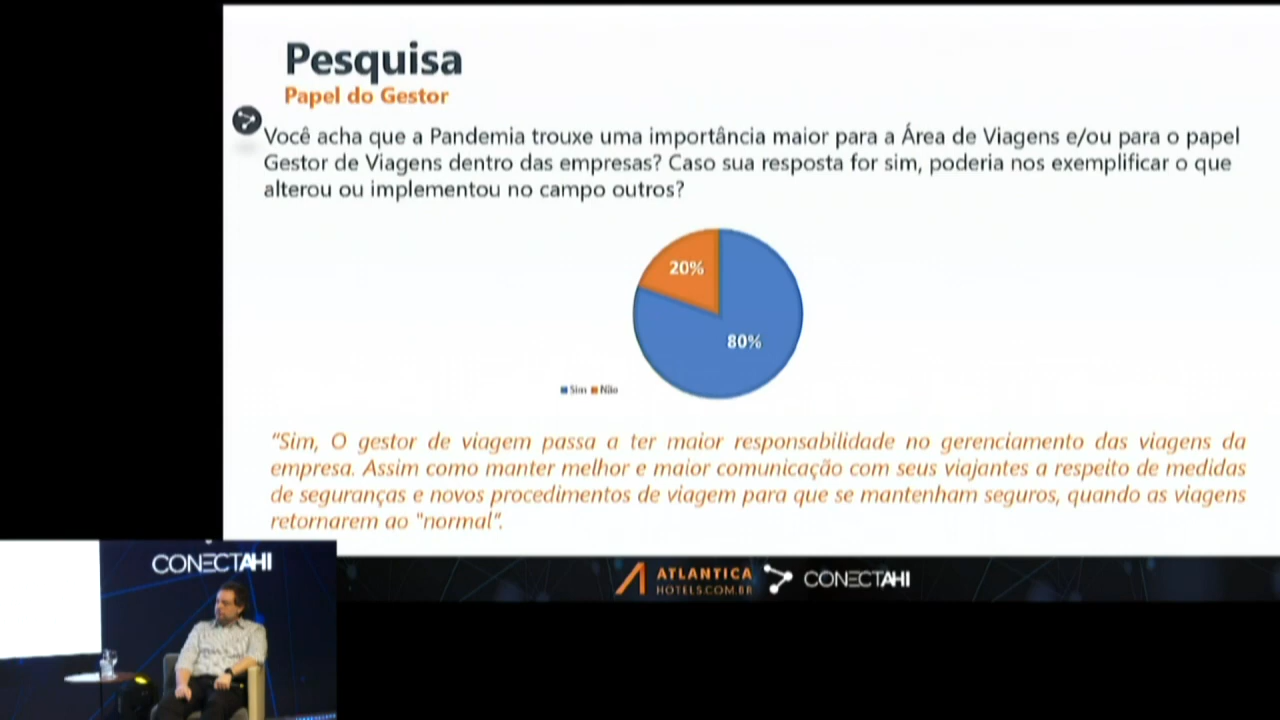 Pesquisa
Papel do Gestor
Você acha que a Pandemia trouxe uma importância maior para a Área de Viagens e/ou para o papel
Gestor de Viagens dentro das empresas? Caso sua resposta for sim, poderia nos exemplificar o que
alterou ou implementou no campo outros?
20%
80%
Sim Não
"Sim, O gestor de viagem passa a ter maior responsabilidade no gerenciamento das viagens da
empresa. Assim como manter melhor e maior comunicação com seus viajantes a respeito de medidas
de seguranças e novos procedimentos de viagem para que se mantenham seguros, quando as viagens
retornarem ao "normal".
CONECTAHI
ATLANTICA
HOTELS.COM.BR
CONECTAHI